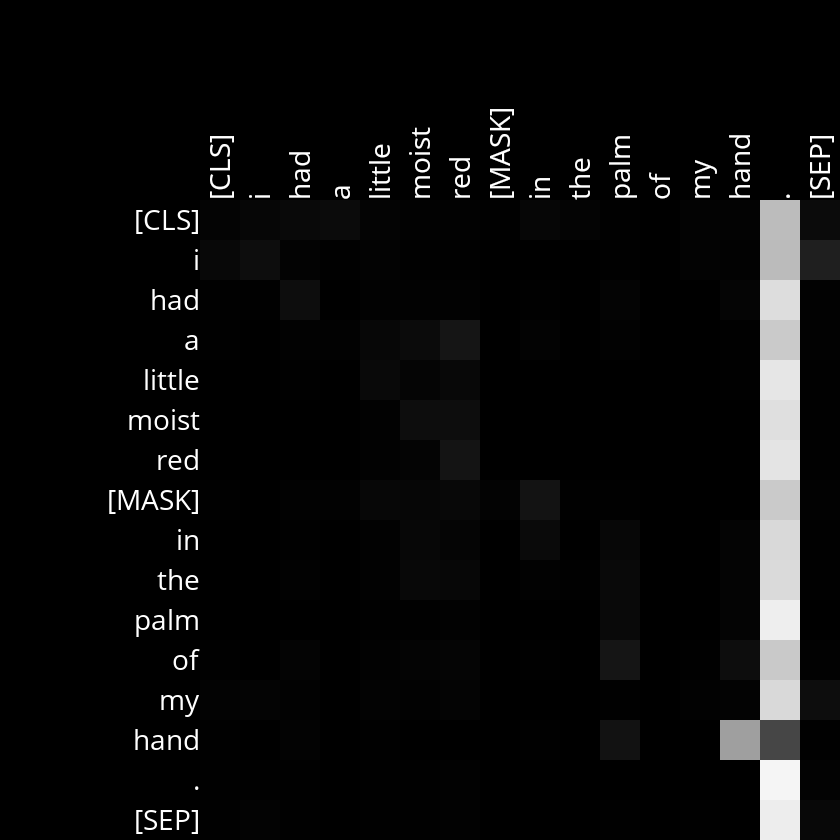 [CLS] i had a little moist red [MASK] in the palm of my hand . [SEP]
[CLS]
i
had
a
little
moist
red
[MASK]
in
the
palm
of
my
hand
.
[SEP]